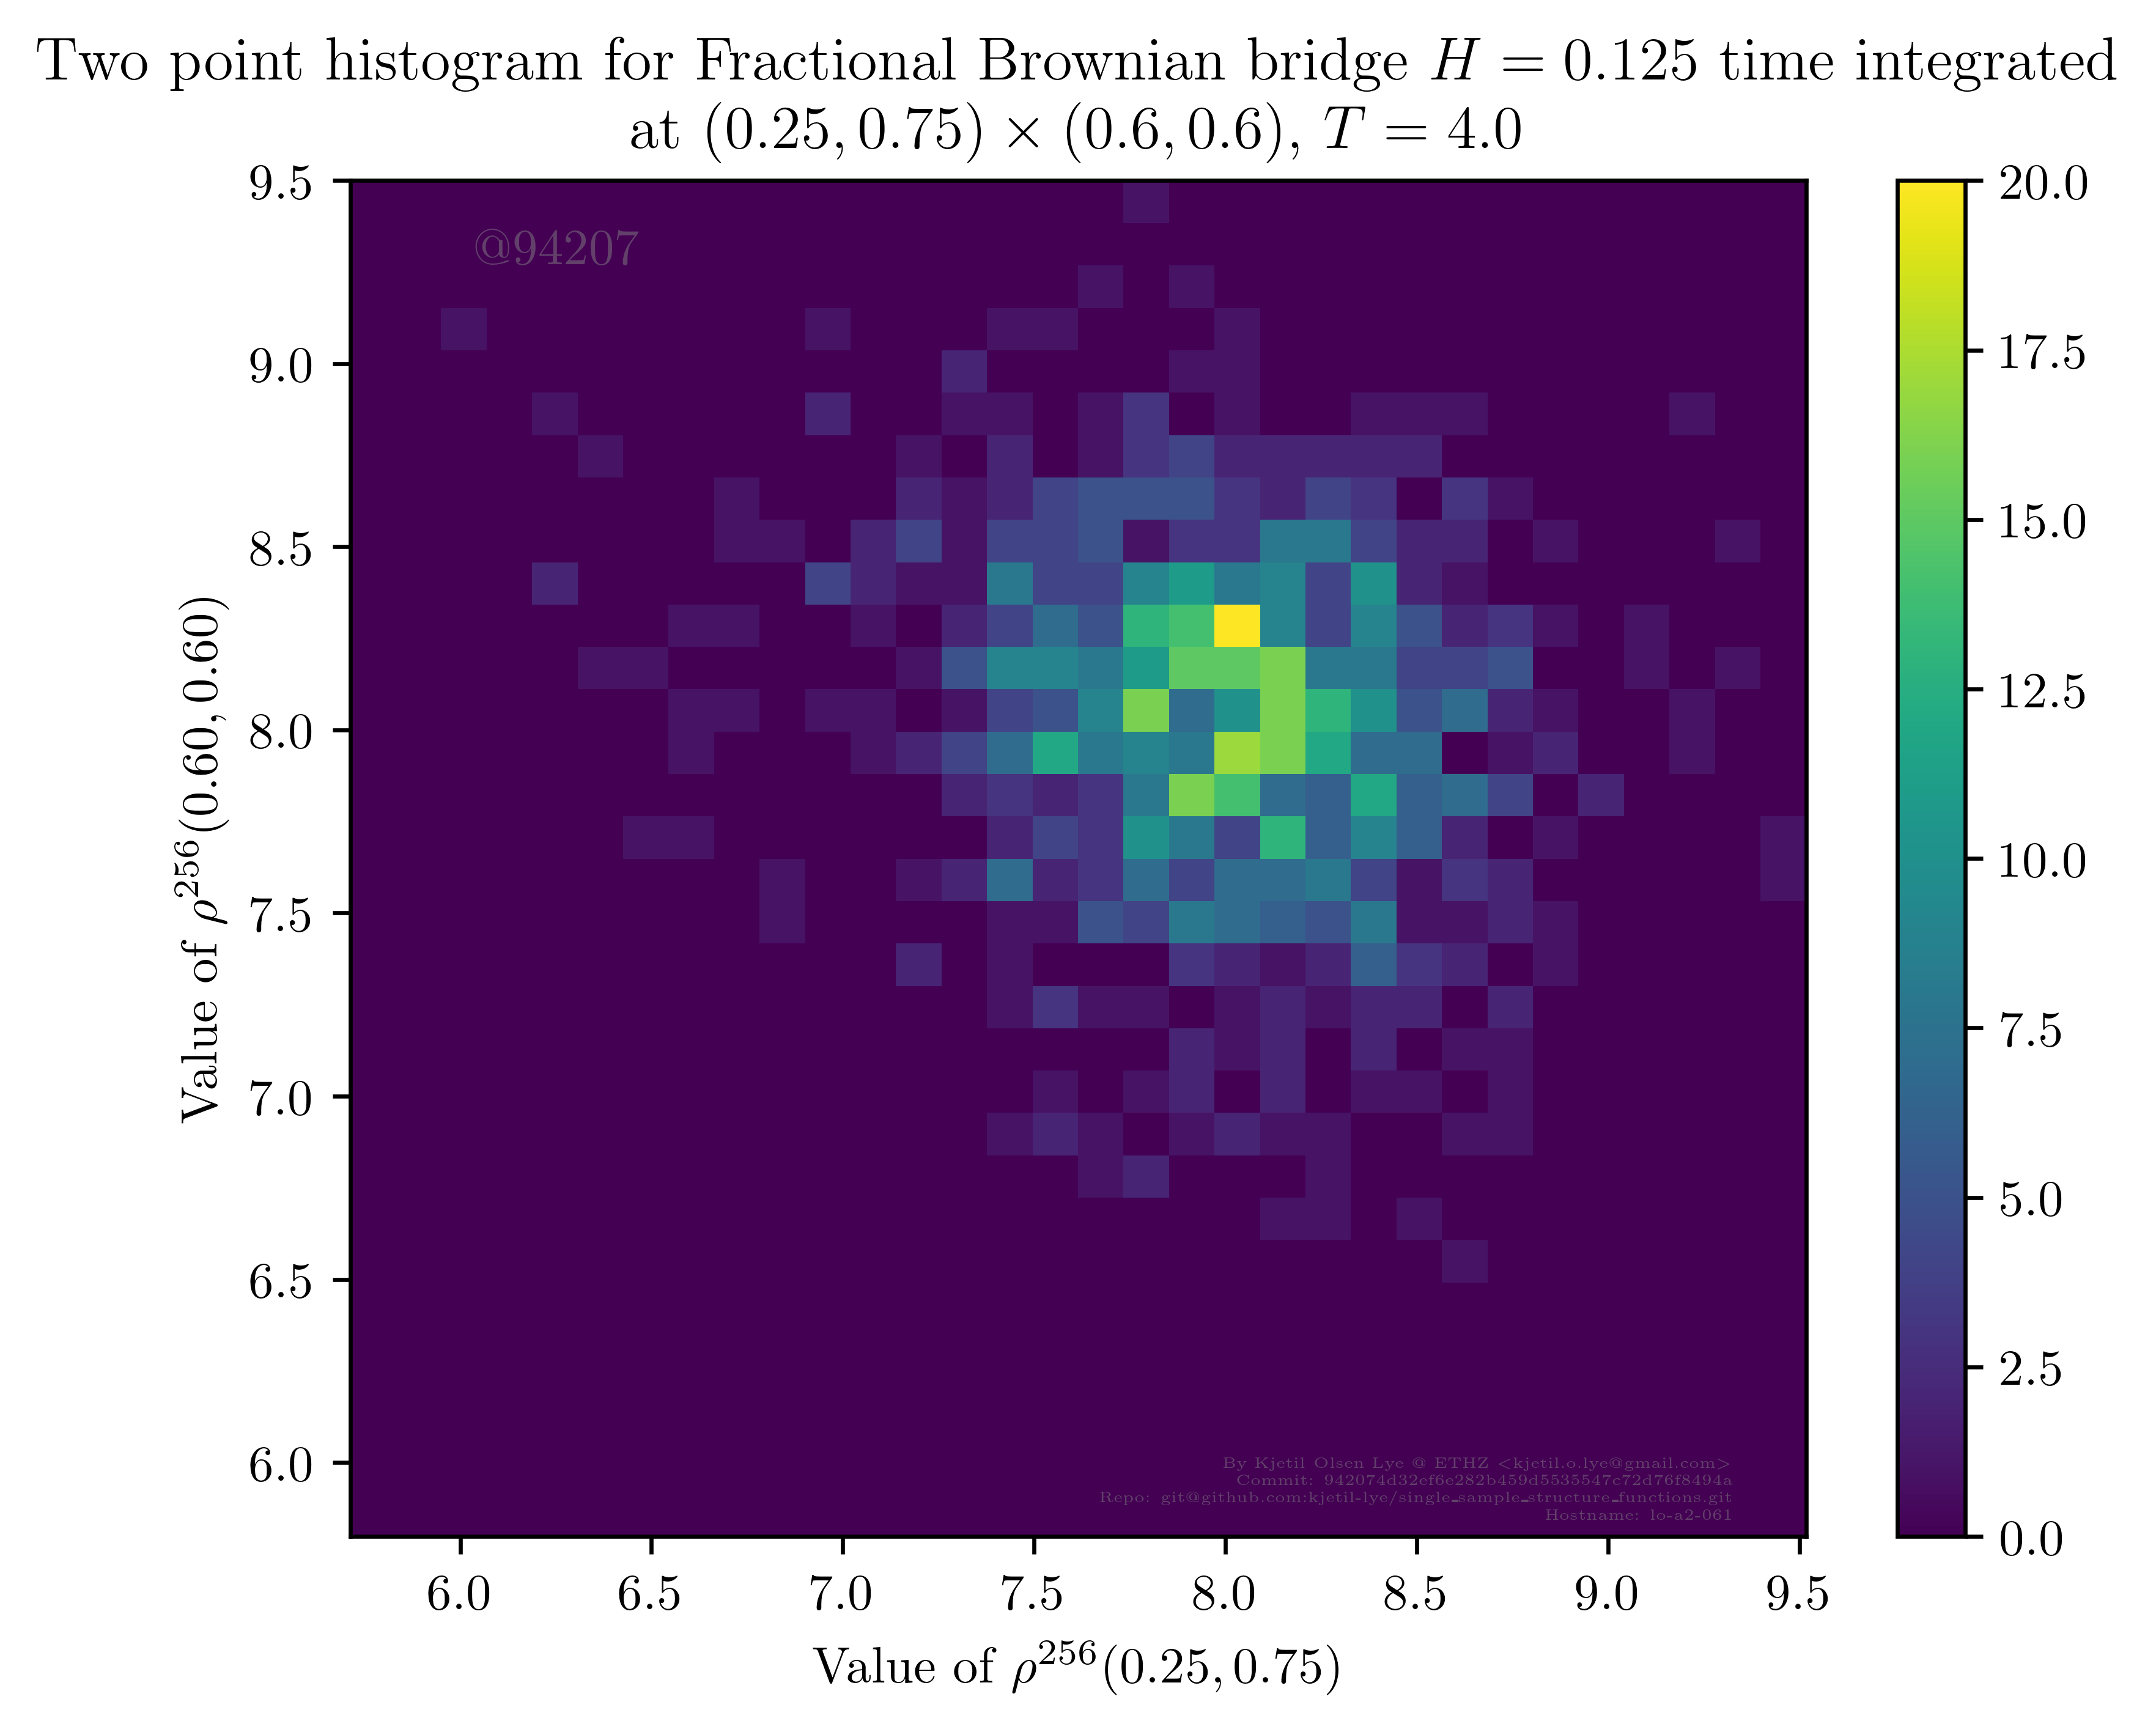 Two point histogram for Fractional Brownian bridge H = 0.125 time integrated
at (0.25, 0.75) × (0.6, 0.6), T = 4.0
@94207
9.5
9.0
8.5
8.0
7.5
7.0
6.5
6.0
Value of ρ²⁵⁶(0.60, 0.60)
20.0
17.5
15.0
12.5
10.0
7.5
5.0
2.5
0.0
By Kjetil Olsen Lye @ ETHZ <kjetil.o.lye@gmail.com>
Commit: 942074d32ef6e282b459d5535547c72d76f8494a
Repo: git@github.com:kjetil-lye/single_sample_structure_functions.git
Hostname: lo-a2-061
6.0 6.5 7.0 7.5 8.0 8.5 9.0 9.5
Value of ρ²⁵⁶(0.25, 0.75)